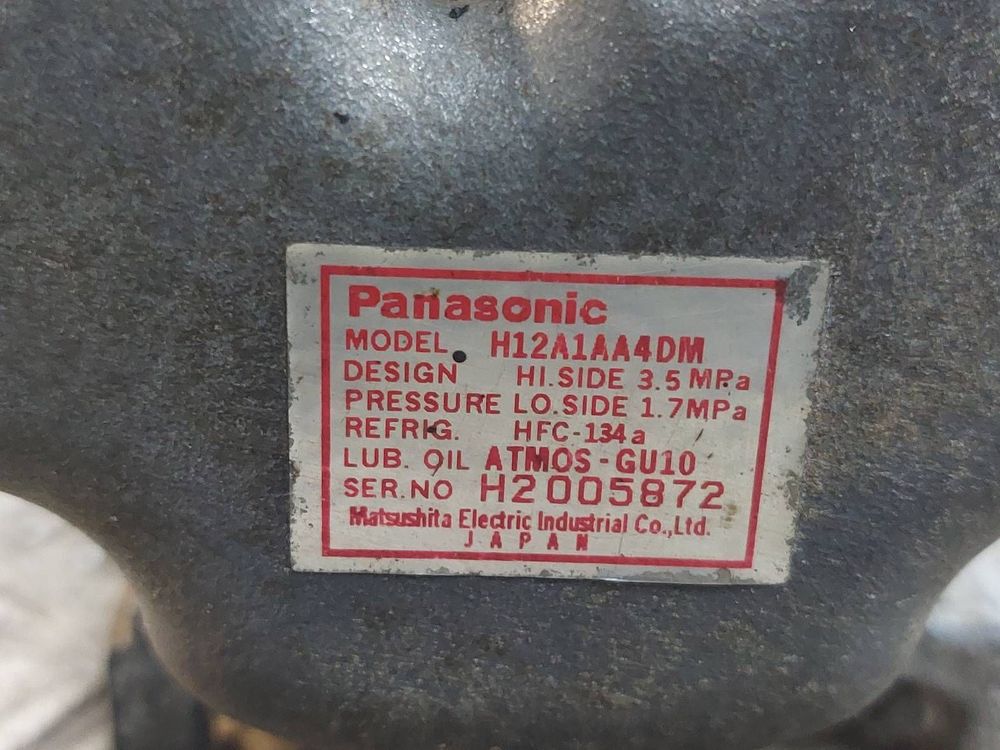 Panasonic
MODEL. H12A1AA4DM
DESIGN HI.SIDE 3.5 MPa
PRESSURE LO.SIDE 1.7MPa
REFRIG. HFC-134a
LUB. OIL ATMOS-GU10
SER.NO H2005872
Matsushita Electric Industrial Co.,Ltd.
JAPAN